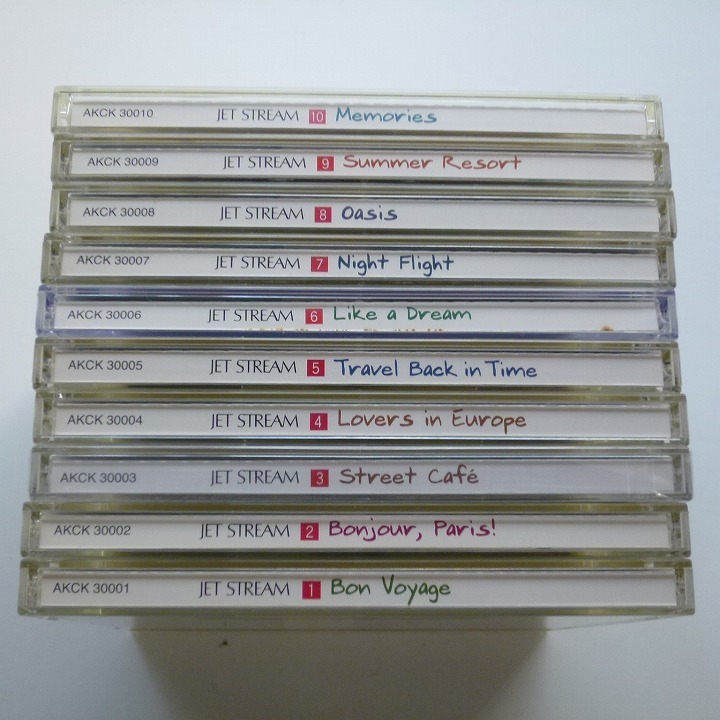 AKCK 30010 JET STREAM 10 Memories
AKCK 30009 JET STREAM 9 Summer Resort
AKCK 30008 JET STREAM 8 Oasis
AKCK 30007 JET STREAM 7 Night Flight
AKCK 30006 JET STREAM 6 Like a Dream
AKCK 30005 JET STREAM 5 Travel Back in Time
AKCK 30004 JET STREAM 4 Lovers in Europe
AKCK 30003 JET STREAM 3 Street Café
AKCK 30002 JET STREAM 2 Bonjour, Paris!
AKCK 30001 JET STREAM 1 Bon Voyage